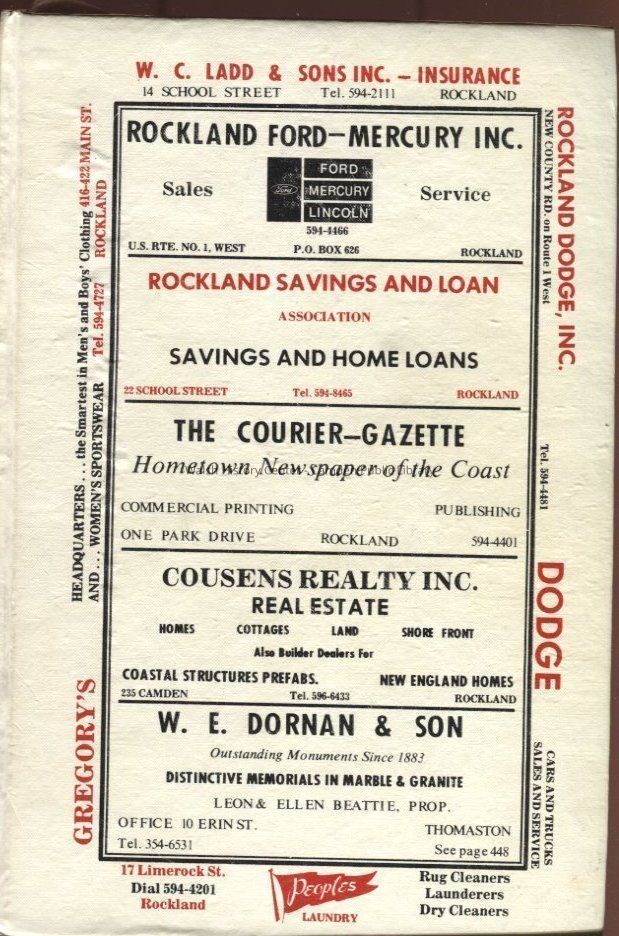 W. C. LADD & SONS INC. – INSURANCE
14 SCHOOL STREET Tel. 594-2111 ROCKLAND
ROCKLAND FORD–MERCURY INC.
Sales Ford FORD MERCURY LINCOLN Service
594-4466
U.S. RTE. NO. 1, WEST P.O. BOX 626 ROCKLAND
ROCKLAND SAVINGS AND LOAN
ASSOCIATION
SAVINGS AND HOME LOANS
22 SCHOOL STREET Tel. 594-8465 ROCKLAND
THE COURIER–GAZETTE
Hometown Newspaper of the Coast
COMMERCIAL PRINTING PUBLISHING
ONE PARK DRIVE ROCKLAND 594-4401
COUSENS REALTY INC.
REAL ESTATE
HOMES COTTAGES LAND SHORE FRONT
Also Builder Dealers For
COASTAL STRUCTURES PREFABS. NEW ENGLAND HOMES
235 CAMDEN Tel. 596-6433 ROCKLAND
W. E. DORNAN & SON
Outstanding Monuments Since 1883
DISTINCTIVE MEMORIALS IN MARBLE & GRANITE
LEON & ELLEN BEATTIE, PROP.
OFFICE 10 ERIN ST. THOMASTON
Tel. 354-6531 See page 448
17 Limerock St.
Dial 594-4201
Rockland
Peoples
LAUNDRY
Rug Cleaners
Launderers
Dry Cleaners
GREGORY'S
HEADQUARTERS . . . the Smartest in Men's and Boys' Clothing 416-422 MAIN ST.
AND . . . WOMEN'S SPORTSWEAR Tel. 594-4727 ROCKLAND
ROCKLAND DODGE, INC.
NEW COUNTY RD. on Route 1 West
Tel. 594-4481
DODGE
CARS AND TRUCKS
SALES AND SERVICE